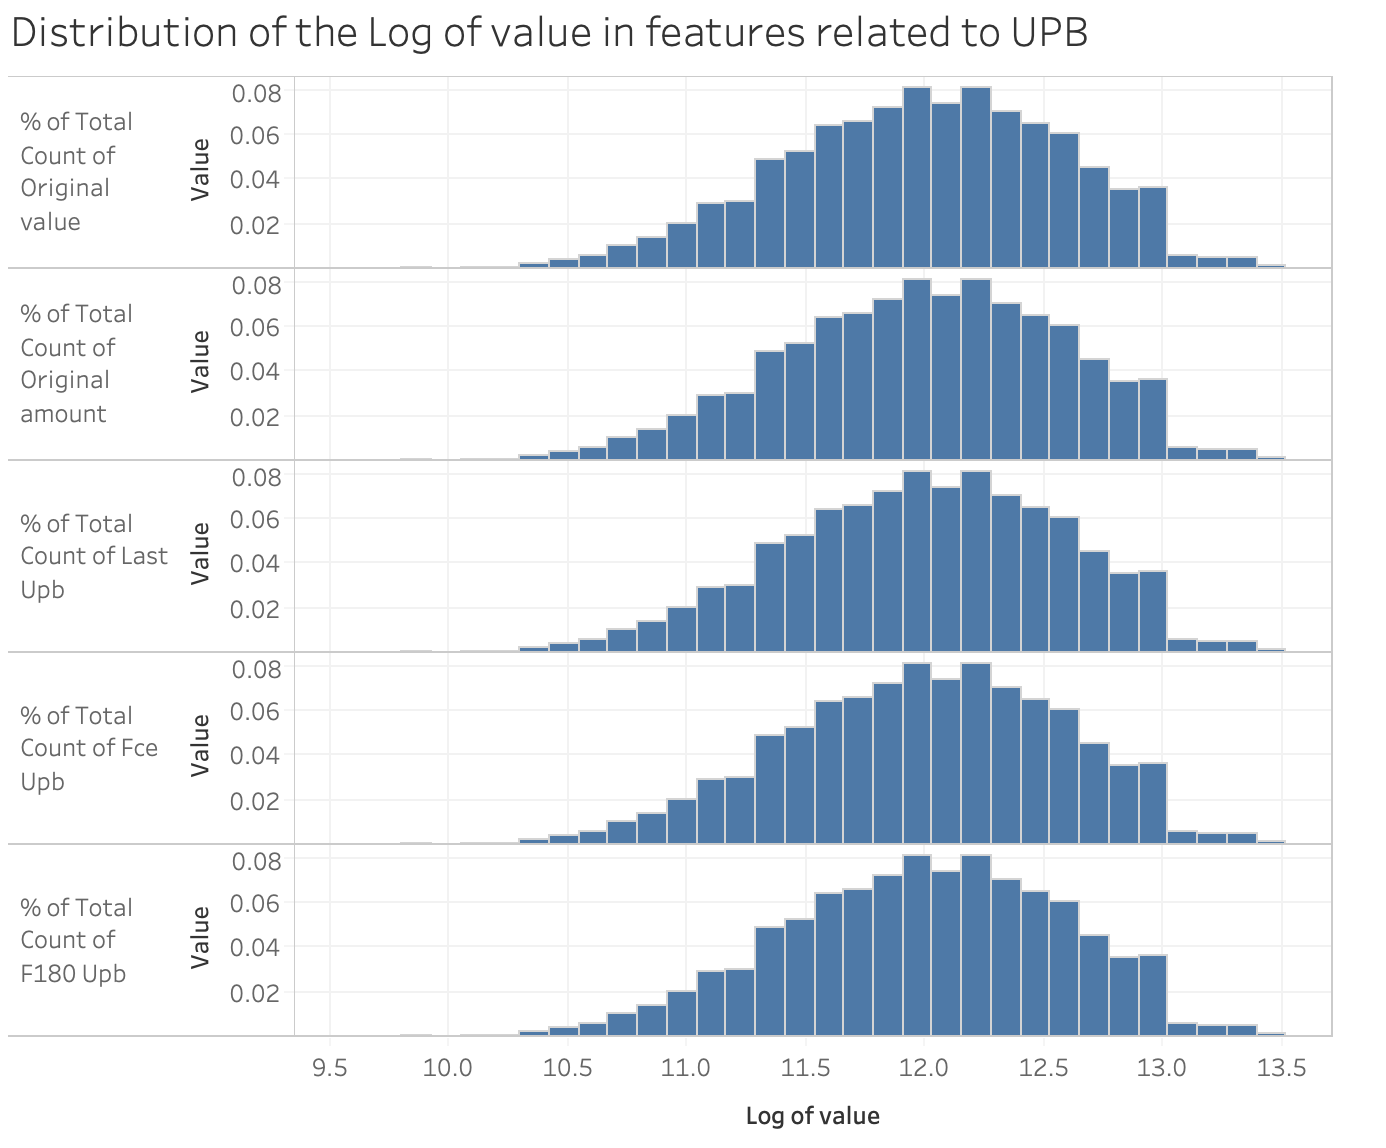 Distribution of the Log of value in features related to UPB
% of Total
Count of
Original
value
Value
0.08
0.06
0.04
0.02
% of Total
Count of
Original
amount
Value
0.08
0.06
0.04
0.02
% of Total
Count of Last
Upb
Value
0.08
0.06
0.04
0.02
% of Total
Count of Fce
Upb
Value
0.08
0.06
0.04
0.02
% of Total
Count of
F180 Upb
Value
0.08
0.06
0.04
0.02
9.5 10.0 10.5 11.0 11.5 12.0 12.5 13.0 13.5
Log of value